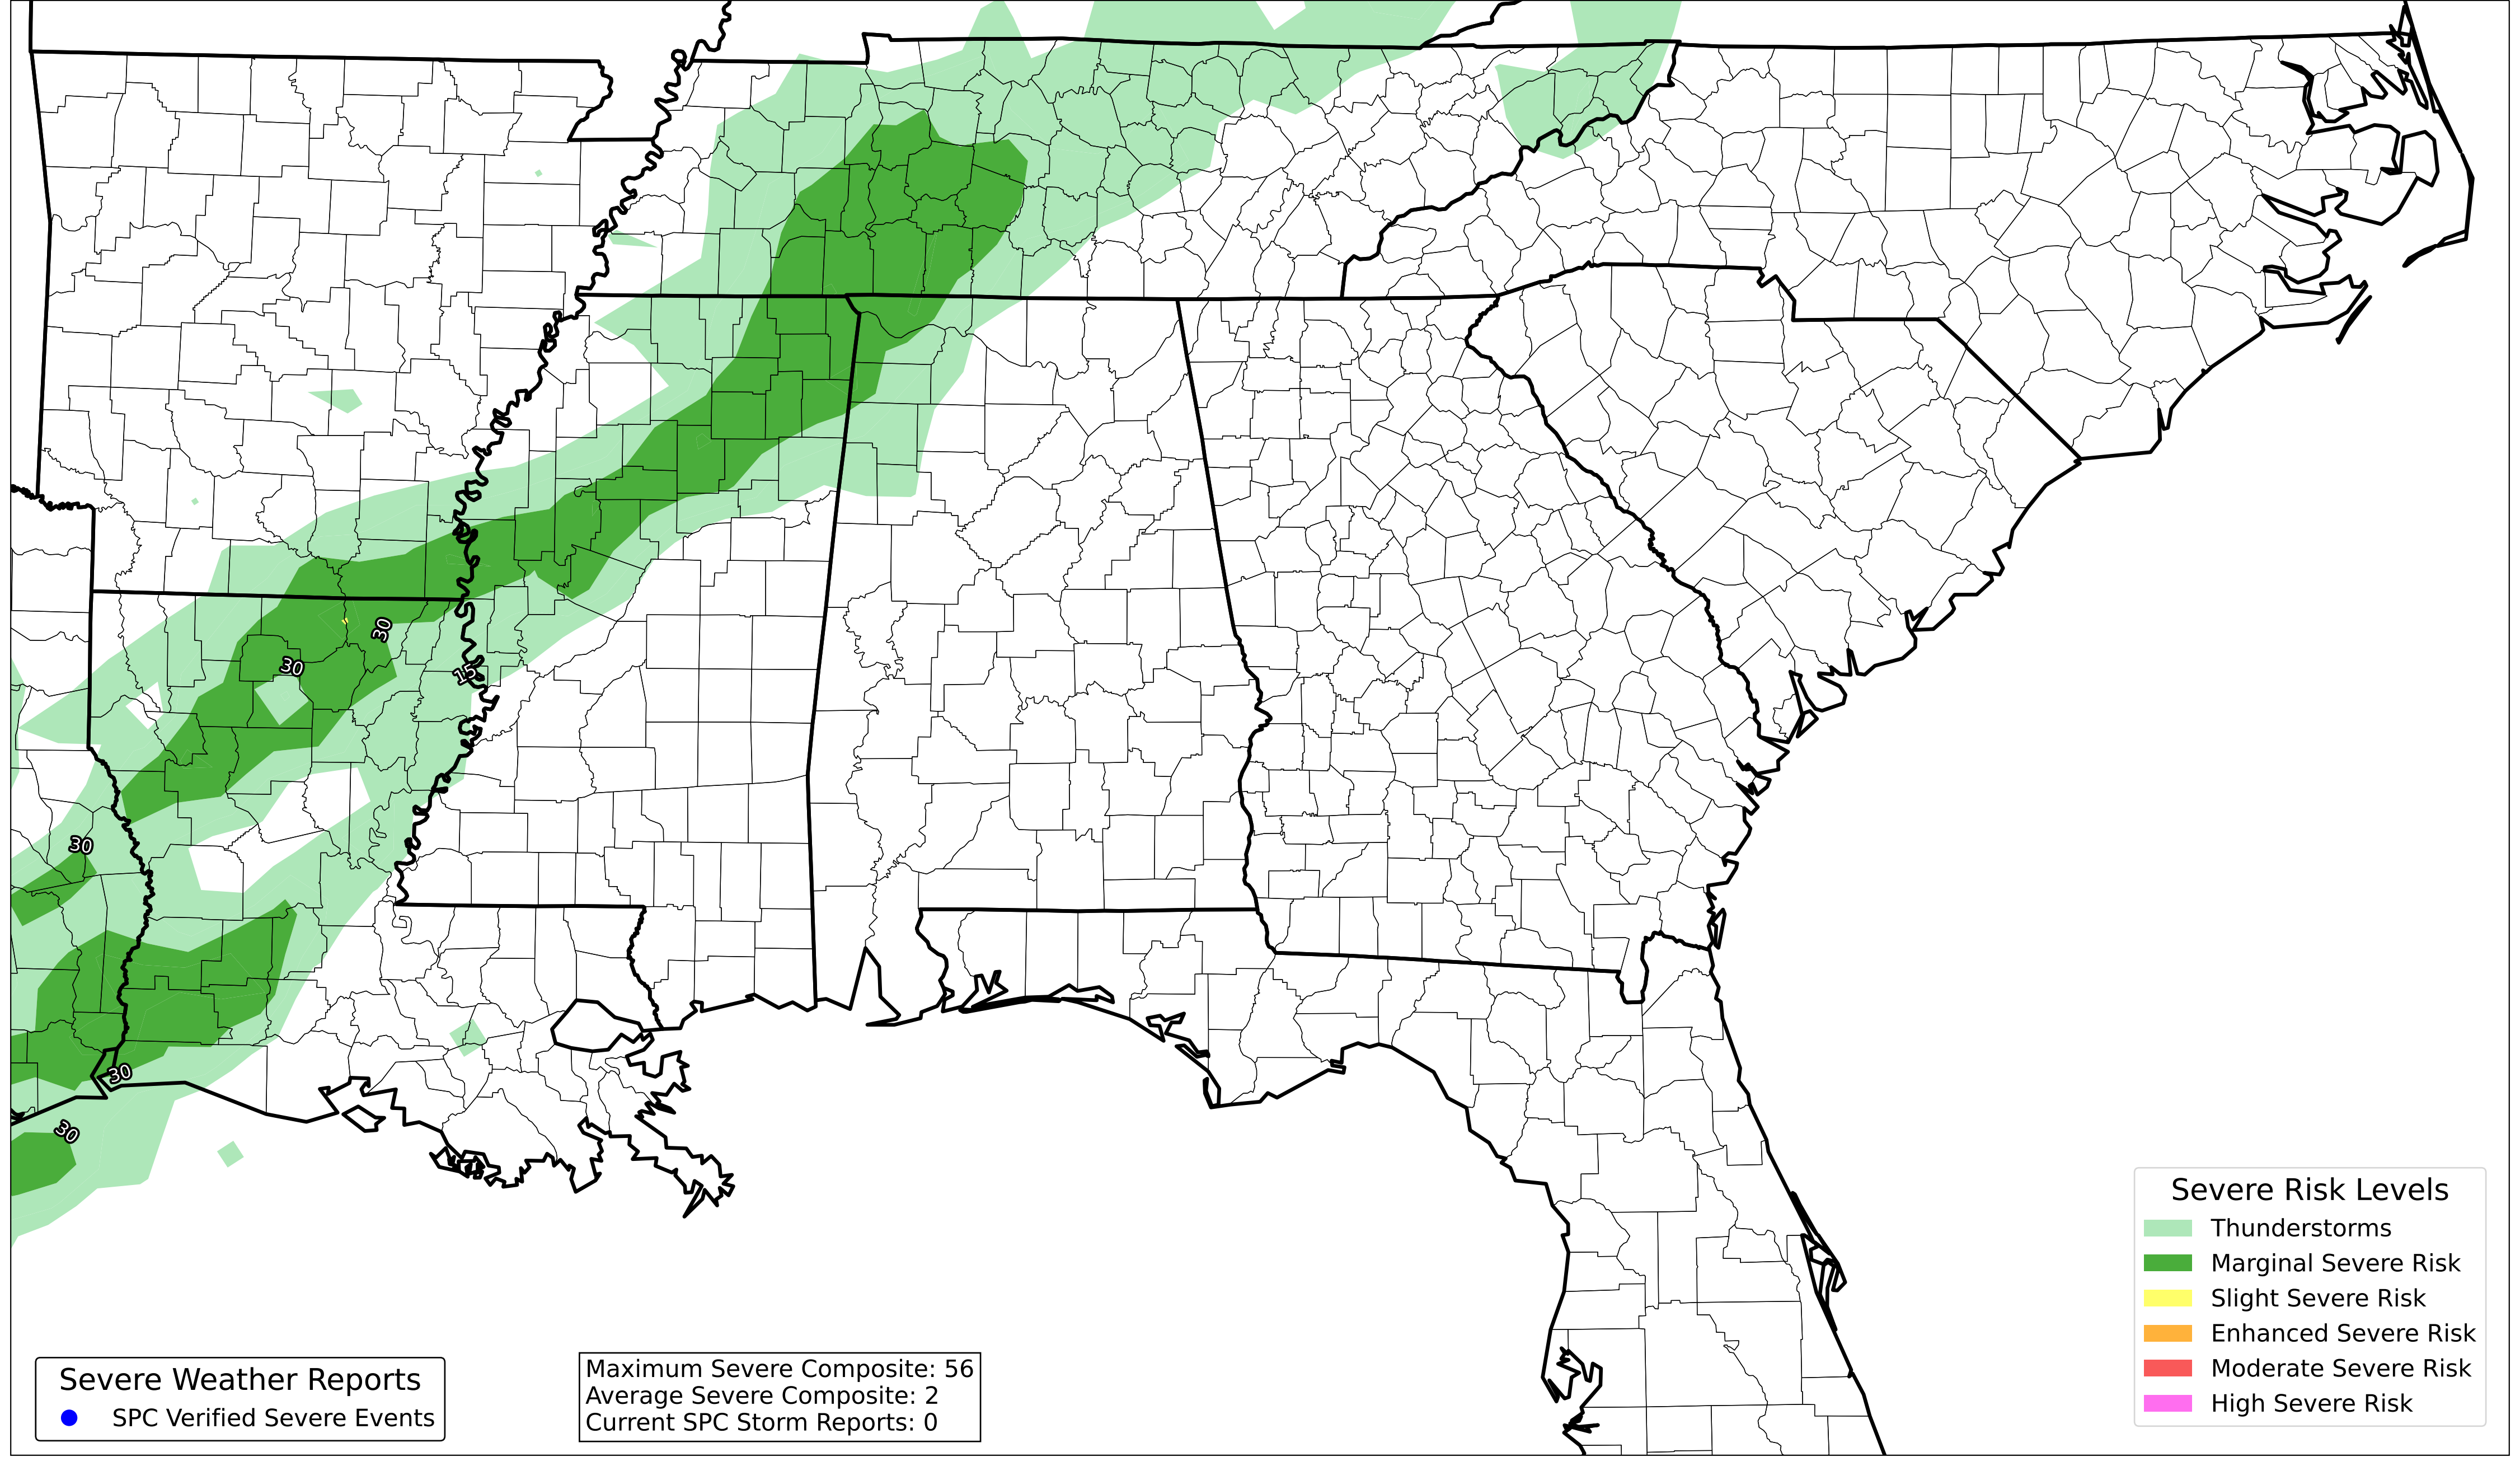 30
30
15
30
30
30
Severe Weather Reports
SPC Verified Severe Events
Maximum Severe Composite: 56
Average Severe Composite: 2
Current SPC Storm Reports: 0
Severe Risk Levels
Thunderstorms
Marginal Severe Risk
Slight Severe Risk
Enhanced Severe Risk
Moderate Severe Risk
High Severe Risk